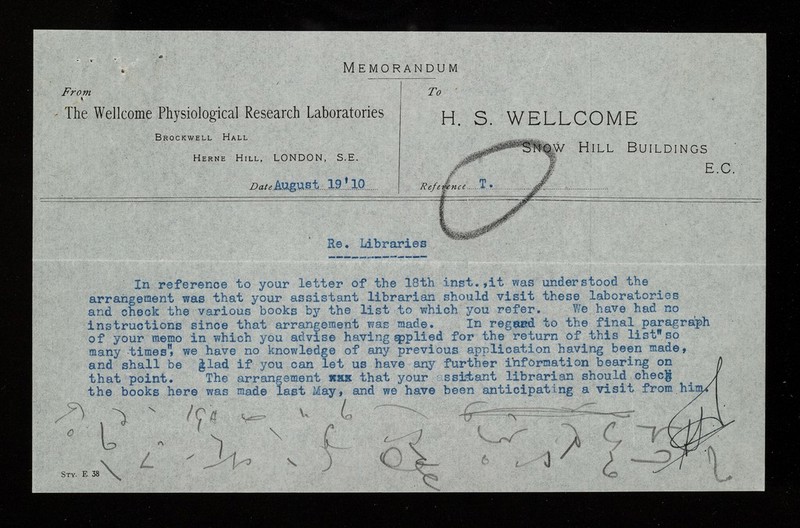 MEMORANDUM
From
The Wellcome Physiological Research Laboratories
BROCKWELL HALL
HERNE HILL, LONDON, S.E.
Date August 19'10
To
H. S. WELLCOME
SNOW HILL BUILDINGS
E.C.
Reference T.
Re. Libraries
In reference to your letter of the 18th inst.,it was understood the
arrangement was that your assistant librarian should visit these laboratories
and check the various books by the list to which you refer. We have had no
instructions since that arrangement was made. In regard to the final paragraph
of your memo in which you advise having applied for the return of this list"so
many times", we have no knowledge of any previous application having been made,
and shall be glad if you can let us have any further information bearing on
that point. The arrangement xxx that your assitant librarian should check
the books here was made last May, and we have been anticipating a visit from him.
STY. E 38